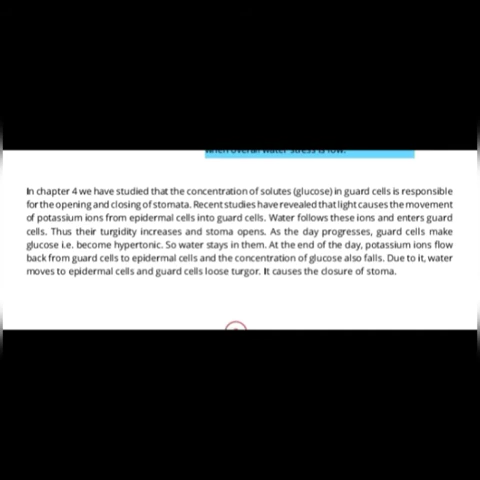 when overall water stress is low.
In chapter 4 we have studied that the concentration of solutes (glucose) in guard cells is responsible
for the opening and closing of stomata. Recent studies have revealed that light causes the movement
of potassium ions from epidermal cells into guard cells. Water follows these ions and enters guard
cells. Thus their turgidity increases and stoma opens. As the day progresses, guard cells make
glucose i.e. become hypertonic. So water stays in them. At the end of the day, potassium ions flow
back from guard cells to epidermal cells and the concentration of glucose also falls. Due to it, water
moves to epidermal cells and guard cells loose turgor. It causes the closure of stoma.